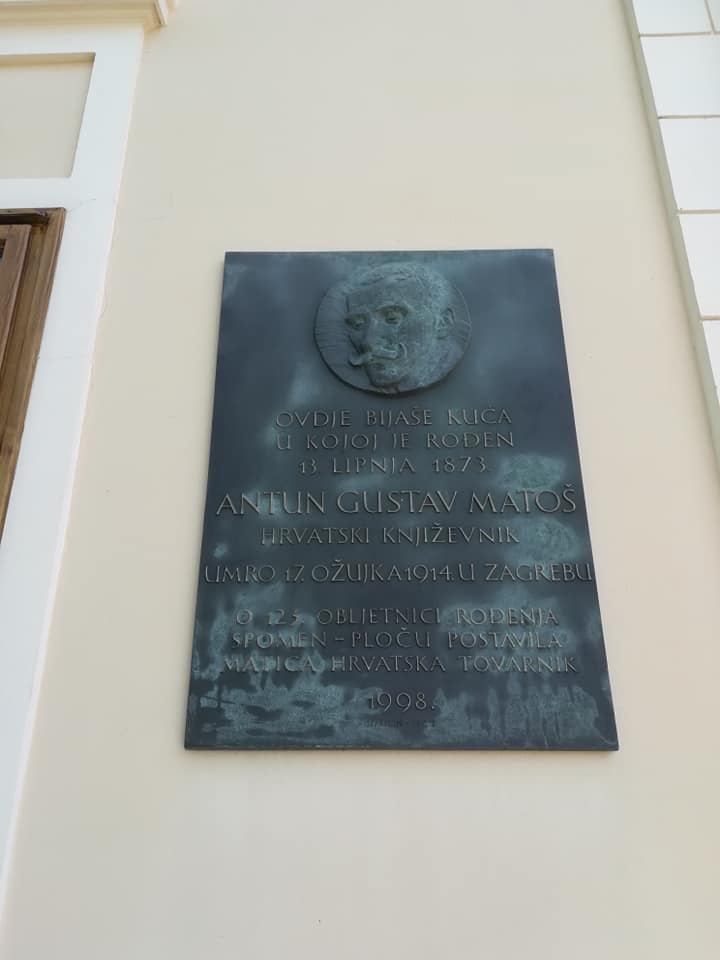 OVDJE BIJAŠE KUĆA
U KOJOJ JE ROĐEN
13. LIPNJA 1873.
ANTUN GUSTAV MATOŠ
HRVATSKI KNJIŽEVNIK
UMRO 17. OŽUJKA 1914. U ZAGREBU
O 125. OBLJETNICI ROĐENJA
SPOMEN-PLOČU POSTAVILA
MATICA HRVATSKA TOVARNIK
1998.